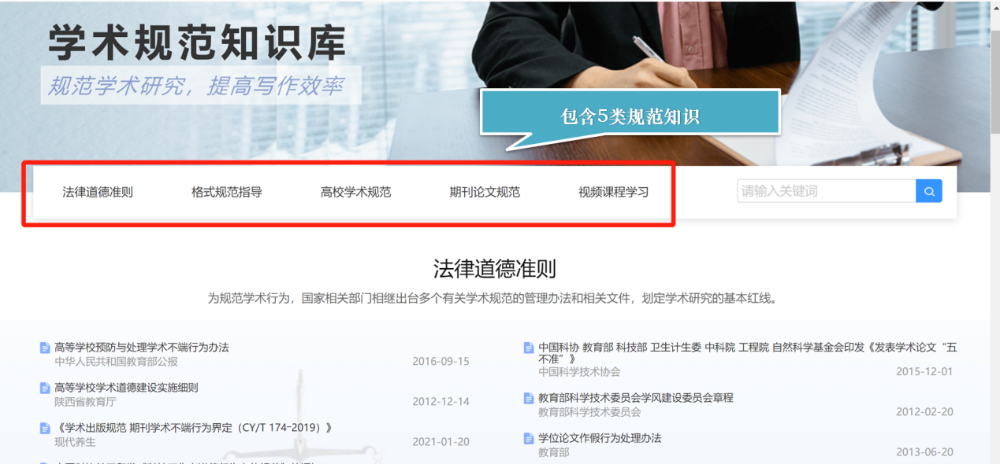 学术规范知识库
规范学术研究，提高写作效率
包含5类规范知识
法律道德准则 格式规范指导 高校学术规范 期刊论文规范 视频课程学习 请输入关键词
法律道德准则
为规范学术行为，国家相关部门相继出台多个有关学术规范的管理办法和相关文件，划定学术研究的基本红线。
高等学校预防与处理学术不端行为办法
中华人民共和国教育部公报 2016-09-15
高等学校学术道德建设实施细则
陕西省教育厅 2012-12-14
《学术出版规范 期刊学术不端行为界定（CY/T 174-2019）》
现代养生 2021-01-20
中国科协 教育部 科技部 卫生计生委 中科院 工程院 自然科学基金会印发《发表学术论文“五
不准”》
中国科学技术协会 2015-12-01
教育部科学技术委员会学风建设委员会章程
教育部科学技术委员会 2012-02-20
学位论文作假行为处理办法
教育部 2013-06-20